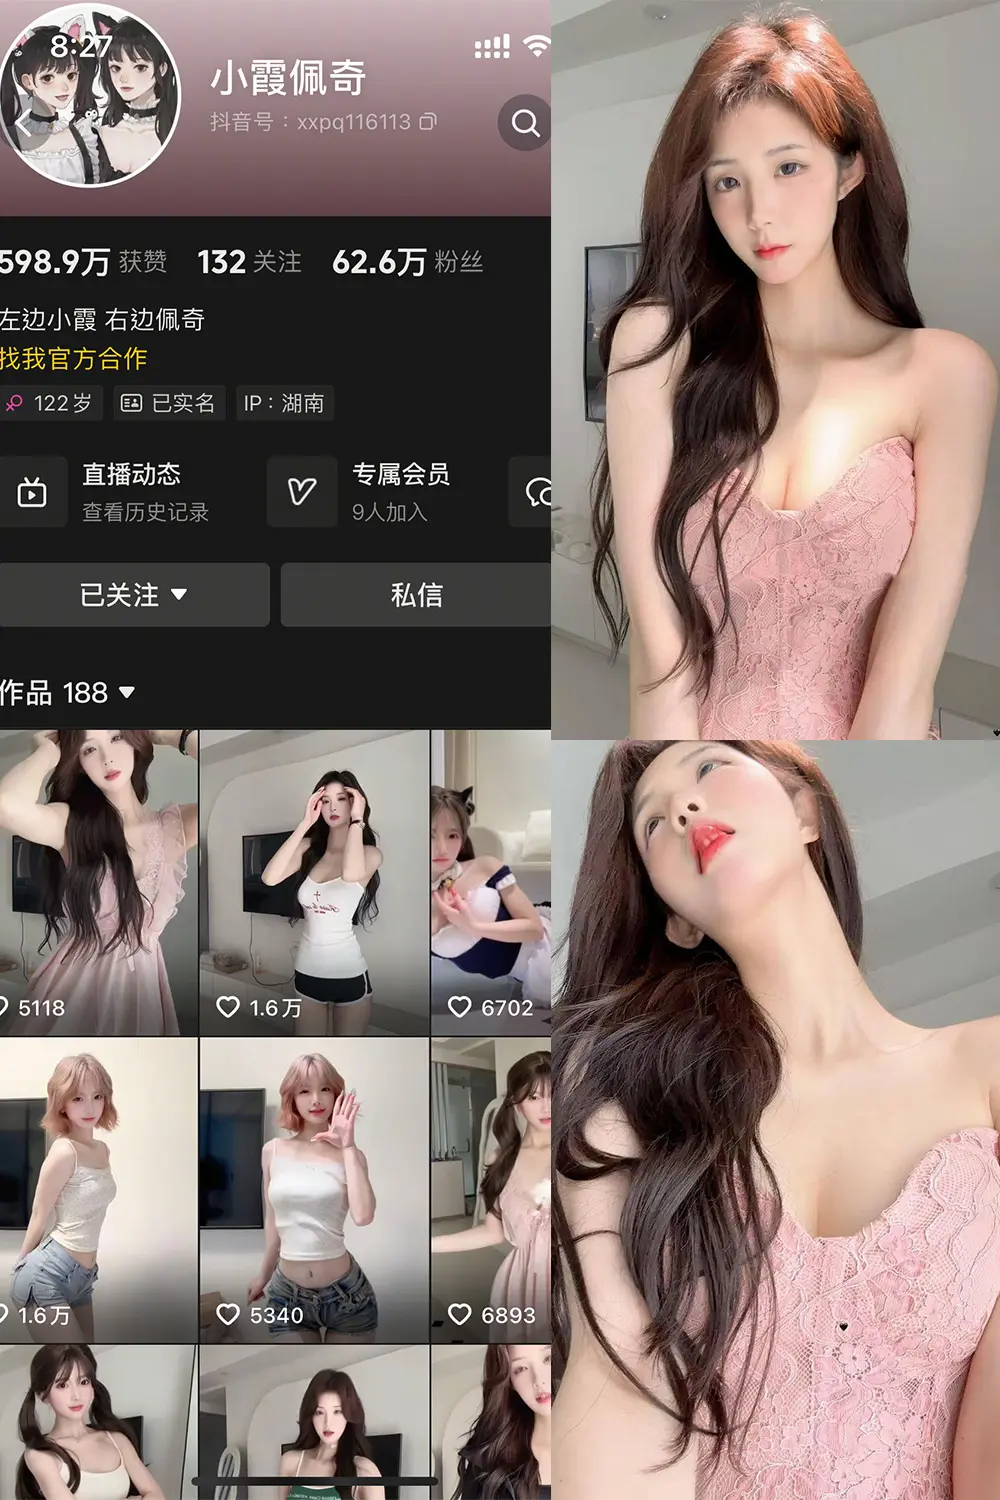 8:27
小霞佩奇
抖音号：xxpq116113
598.9万 获赞 132 关注 62.6万 粉丝
左边小霞 右边佩奇
找我官方合作
122岁 已实名 IP：湖南
直播动态 专属会员
查看历史记录 9人加入
已关注 私信
作品 188
5118 1.6万 6702
1.6万 5340 6893